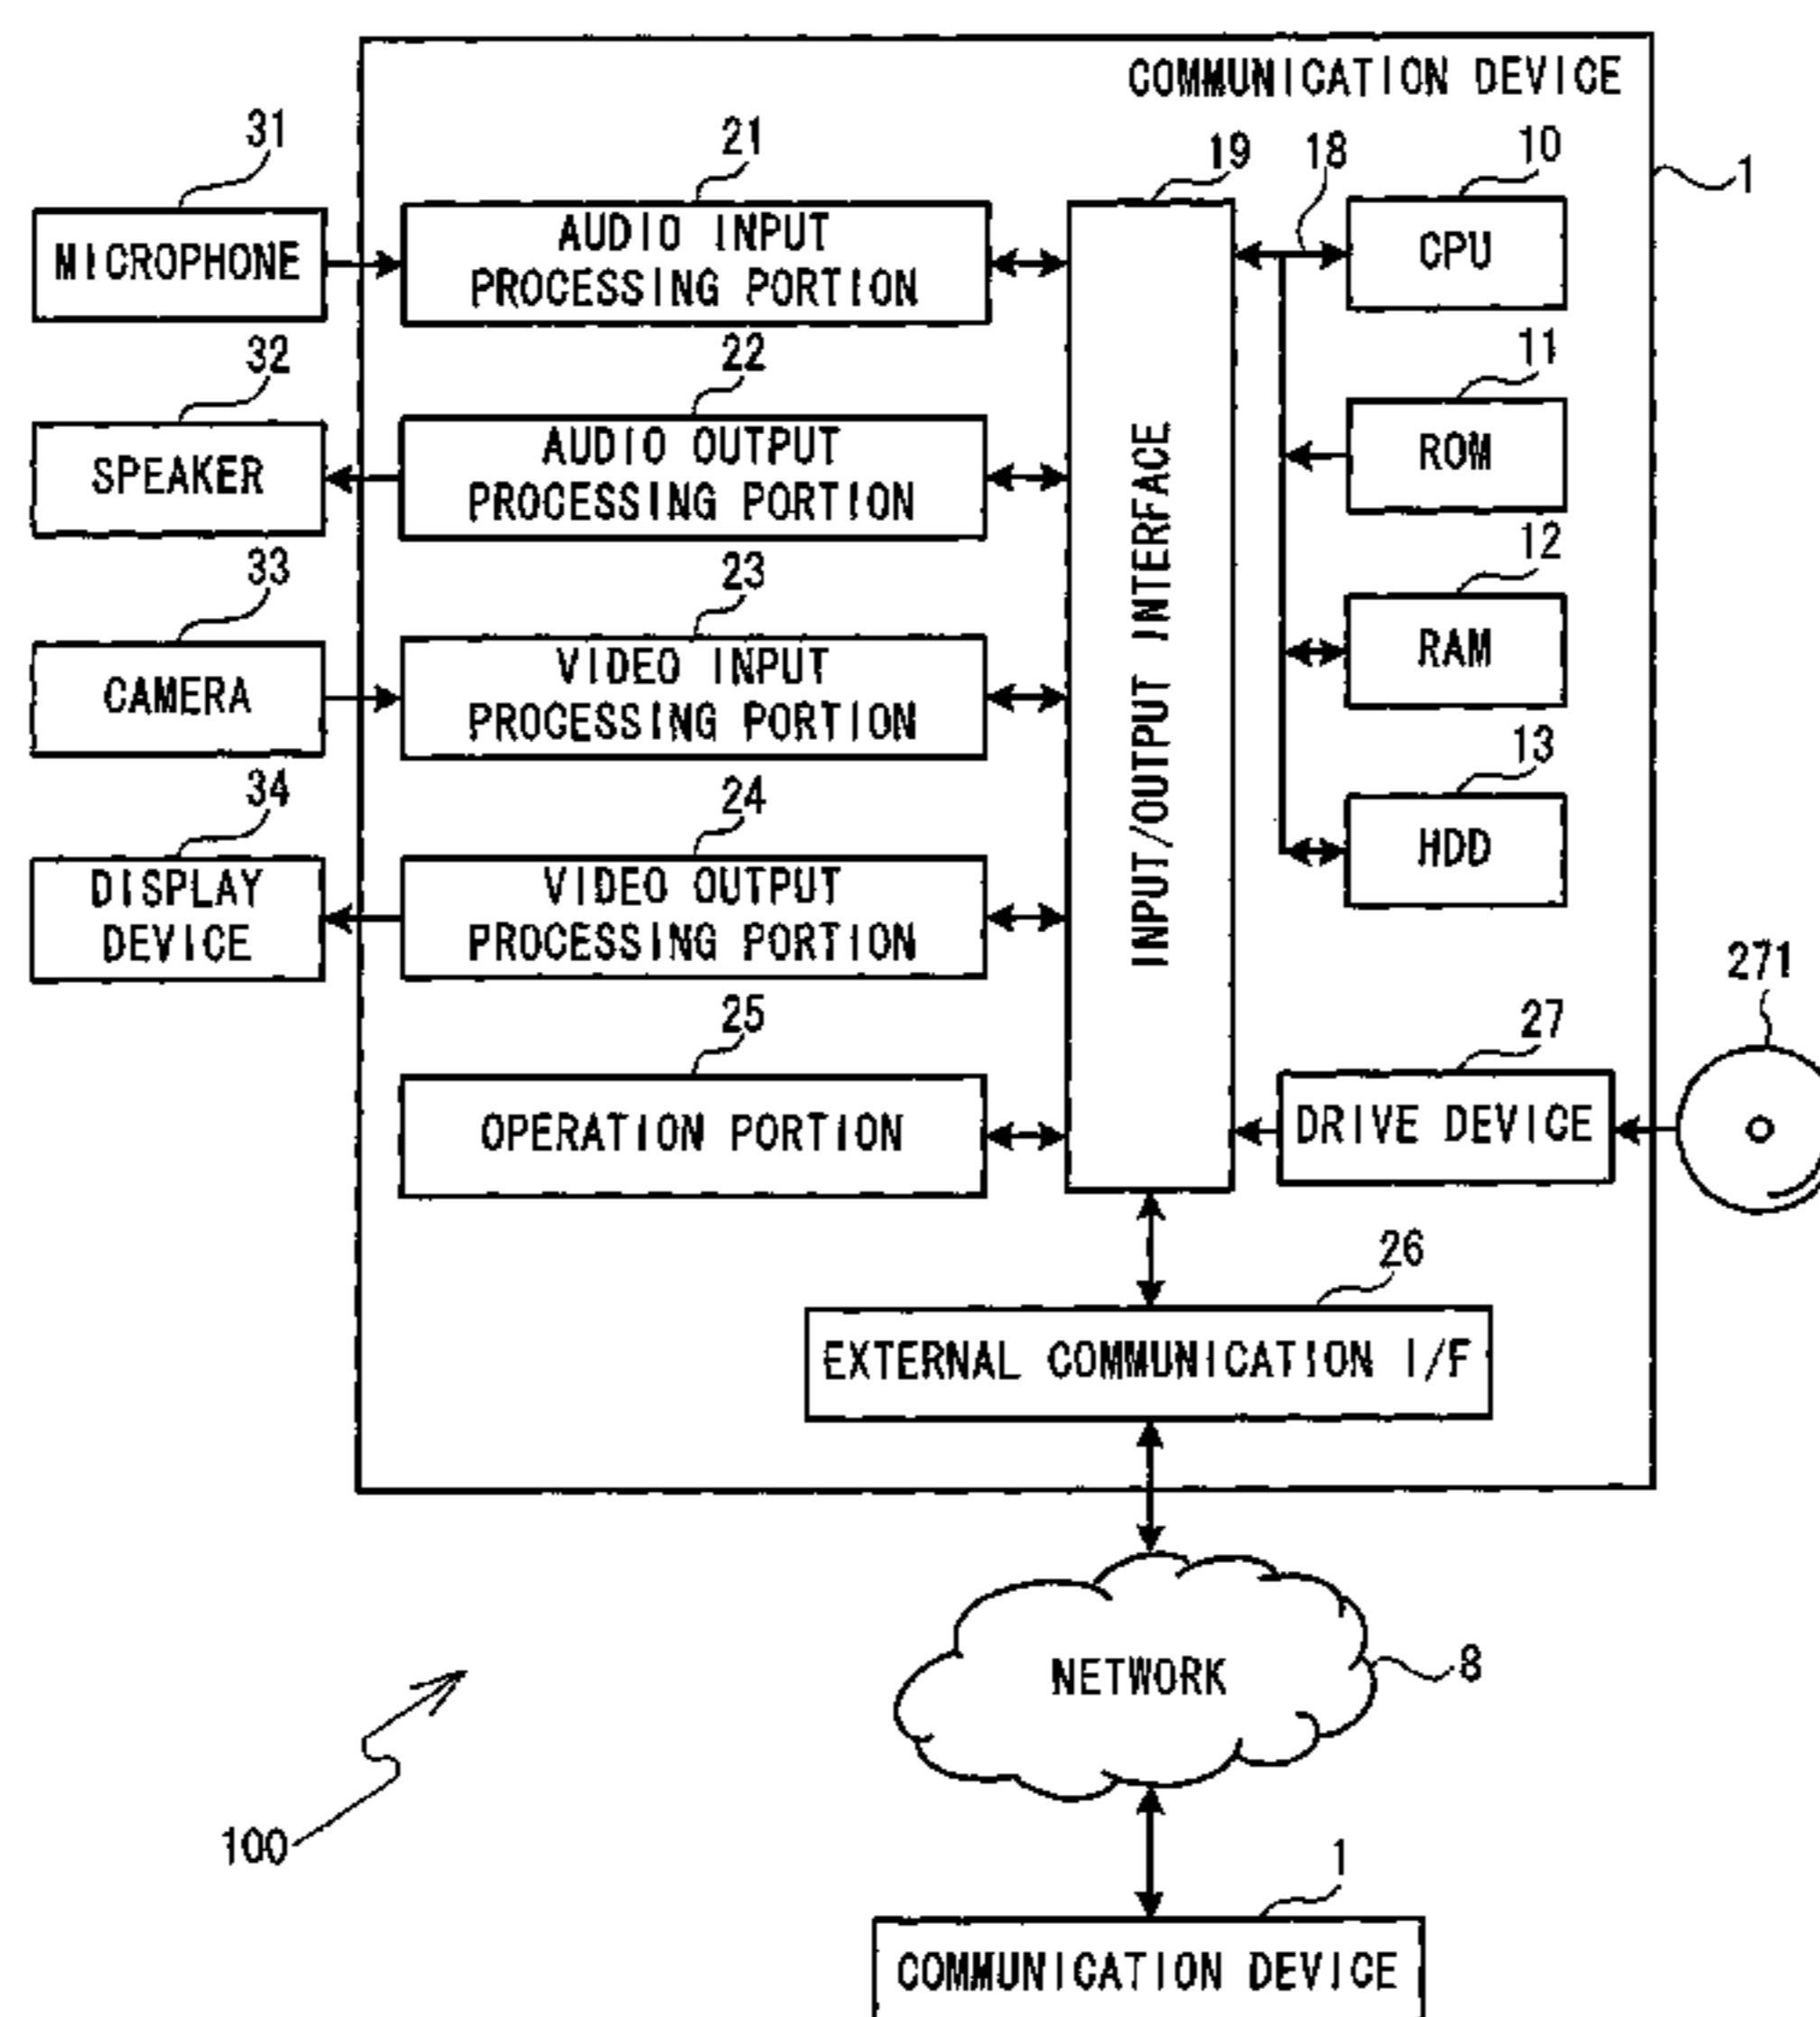 COMMUNICATION DEVICE
31
21
19
18
10
1
MICROPHONE
AUDIO INPUT
PROCESSING PORTION
CPU
32
22
11
SPEAKER
AUDIO OUTPUT
PROCESSING PORTION
INPUT/OUTPUT INTERFACE
ROM
33
23
12
CAMERA
VIDEO INPUT
PROCESSING PORTION
RAM
34
24
13
DISPLAY
DEVICE
VIDEO OUTPUT
PROCESSING PORTION
HDD
271
25
27
OPERATION PORTION
DRIVE DEVICE
26
EXTERNAL COMMUNICATION I/F
NETWORK
8
100
1
COMMUNICATION DEVICE